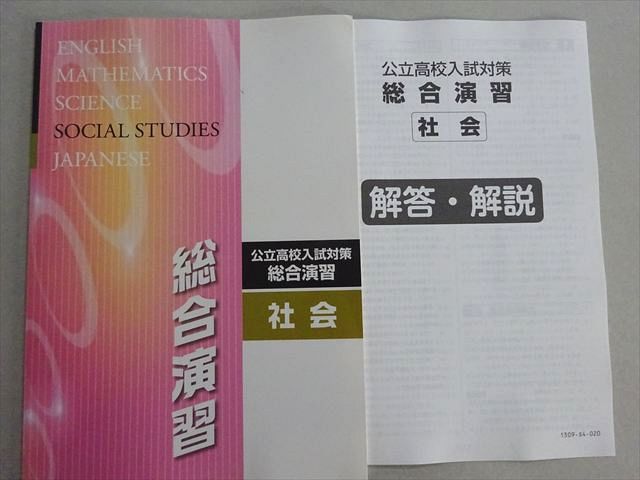 ENGLISH
MATHEMATICS
SCIENCE
SOCIAL STUDIES
JAPANESE
総合演習
公立高校入試対策
総合演習
社会
公立高校入試対策
総合演習
社会
解答・解説
1309-S4-020